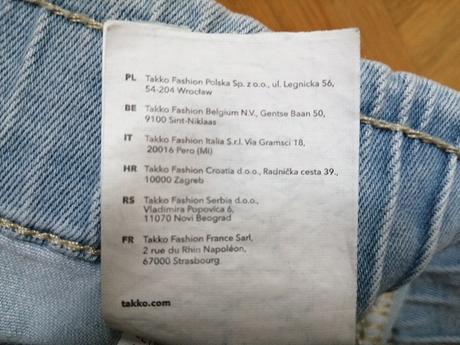 PL Takko Fashion Polska Sp. z o.o., ul. Legnicka 56,
54-204 Wrocław
BE Takko Fashion Belgium N.V., Gentse Baan 50,
9100 Sint-Niklaas
IT Takko Fashion Italia S.r.l. Via Gramsci 18,
20016 Pero (MI)
HR Takko Fashion Croatia d.o.o., Radnička cesta 39.,
10000 Zagreb
RS Takko Fashion Serbia d.o.o.,
Vladimira Popovića 6,
11070 Novi Beograd
FR Takko Fashion France Sarl,
2 rue du Rhin Napoléon,
67000 Strasbourg
takko.com